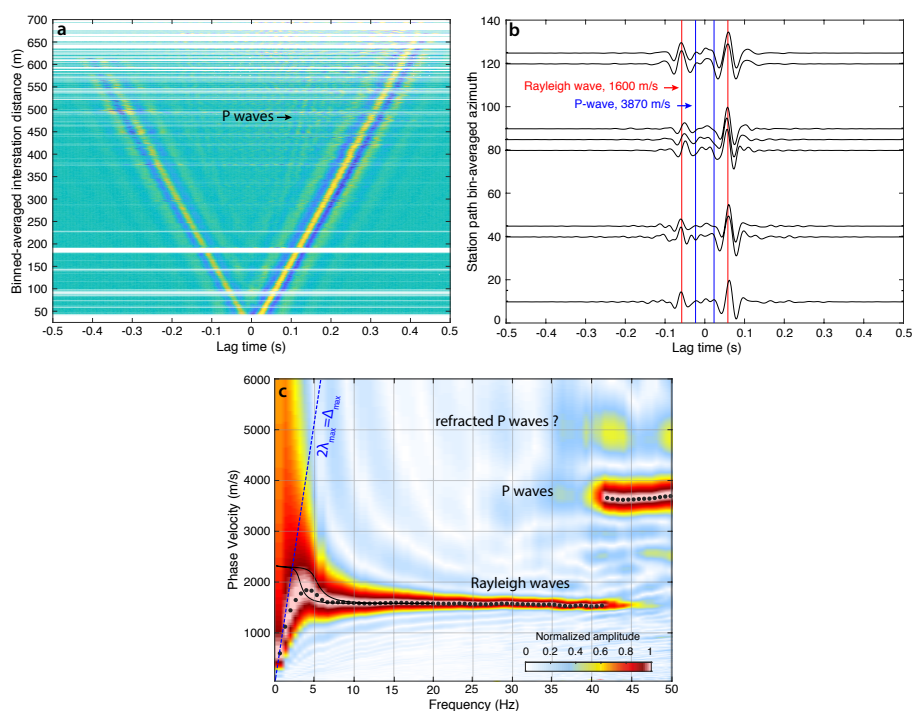 a
Binned-averaged interstation distance (m)
700
650
600
550
500
450
400
350
300
250
200
150
100
50
P waves
-0.5 -0.4 -0.3 -0.2 -0.1 0 0.1 0.2 0.3 0.4 0.5
Lag time (s)
b
Station path bin-averaged azimuth
140
120
100
80
60
40
20
0
Rayleigh wave, 1600 m/s
P-wave, 3870 m/s
-0.5 -0.4 -0.3 -0.2 -0.1 0 0.1 0.2 0.3 0.4 0.5
Lag time (s)
c
Phase Velocity (m/s)
6000
5000
4000
3000
2000
1000
2λmax=Δmax
refracted P waves ?
P waves
Rayleigh waves
Normalized amplitude
0 0.2 0.4 0.6 0.8 1
0 5 10 15 20 25 30 35 40 45 50
Frequency (Hz)